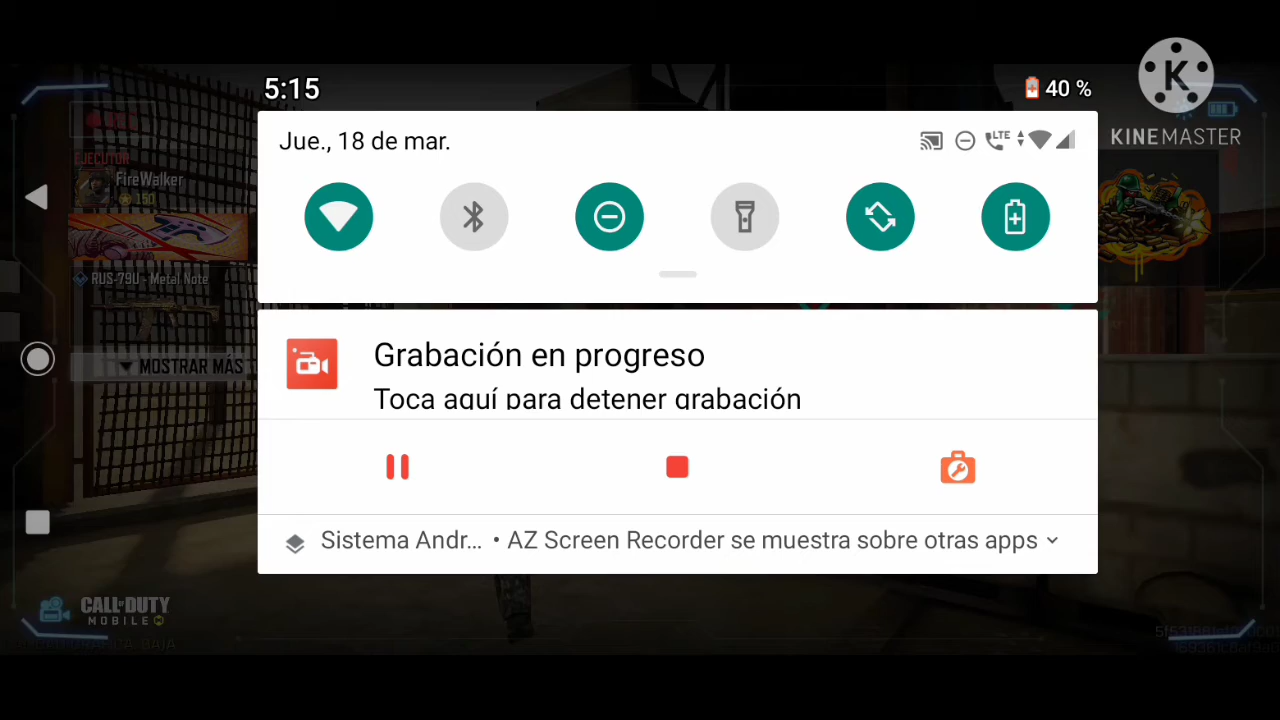 5:15
40 %
KINEMASTER
Jue., 18 de mar.
LTE
EJECUTOR
FireWalker
150
RUS-79U - Metal Note
MOSTRAR MÁS
Grabación en progreso
Toca aquí para detener grabación
Sistema Andr... • AZ Screen Recorder se muestra sobre otras apps
CALL OF DUTY
MOBILE